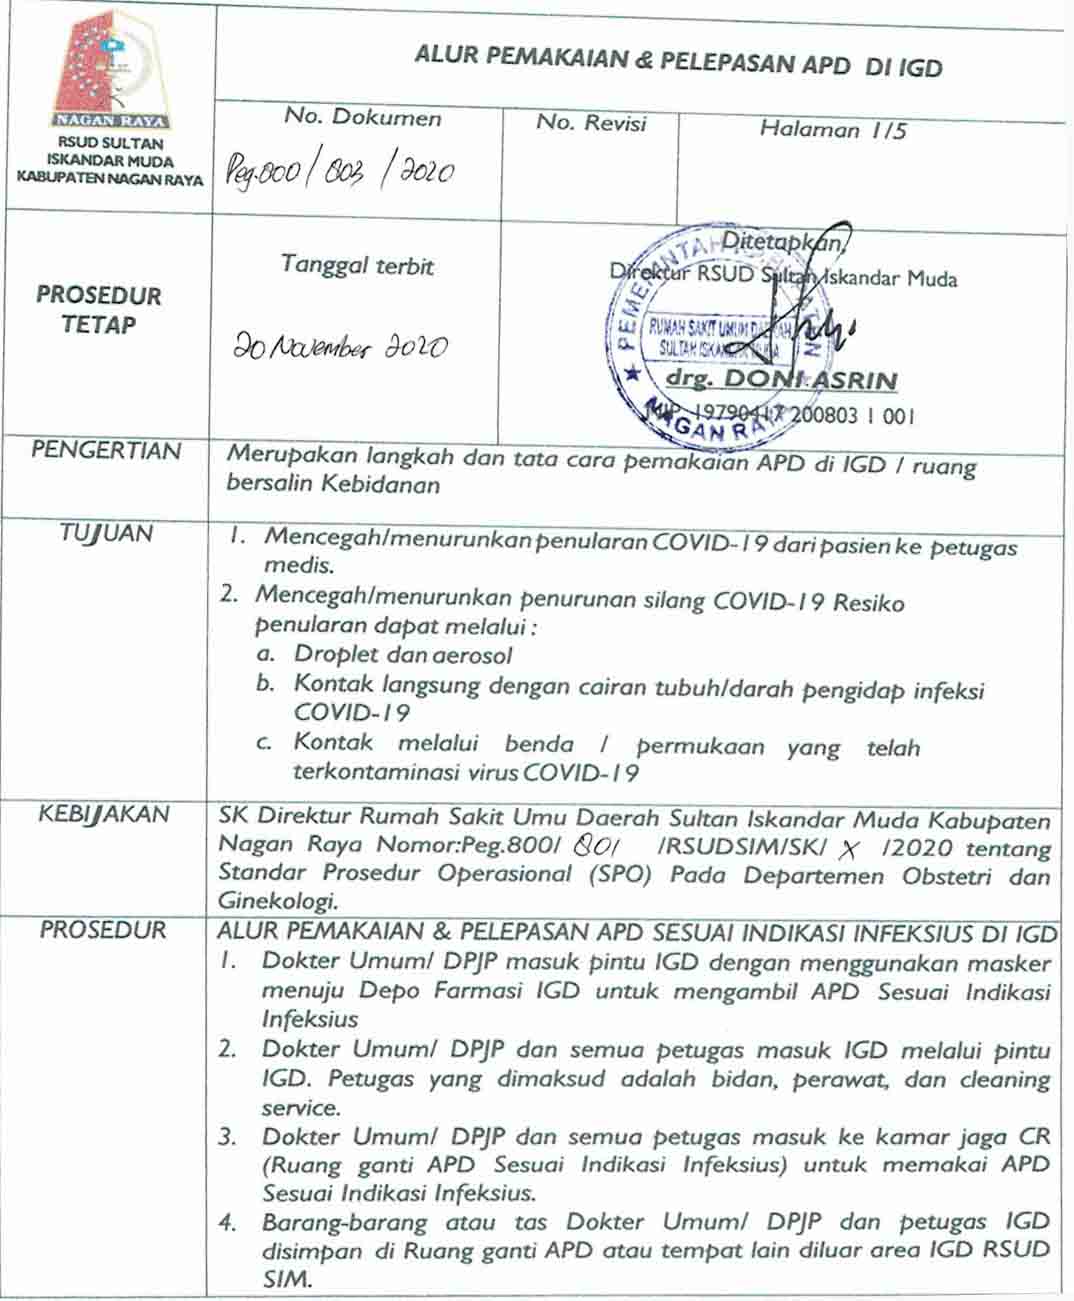 NAGAN RAYA
RSUD SULTAN
ISKANDAR MUDA
KABUPATEN NAGAN RAYA
ALUR PEMAKAIAN & PELEPASAN APD DI IGD
No. Dokumen
Peg.800 / 803 / 2020
No. Revisi
Halaman 1/5
PROSEDUR
TETAP
Tanggal terbit
20 November 2020
Ditetapkan,
Direktur RSUD Sultan Iskandar Muda
RUMAH SAKIT UMUM DAERAH
SULTAN ISKANDAR MUDA
NAGAN RAYA
drg. DONI ASRIN
NIP. 19790417 200803 1 001
PENGERTIAN
Merupakan langkah dan tata cara pemakaian APD di IGD / ruang
bersalin Kebidanan
TUJUAN
1. Mencegah/menurunkan penularan COVID-19 dari pasien ke petugas
medis.
2. Mencegah/menurunkan penurunan silang COVID-19 Resiko
penularan dapat melalui :
a. Droplet dan aerosol
b. Kontak langsung dengan cairan tubuh/darah pengidap infeksi
COVID-19
c. Kontak melalui benda / permukaan yang telah
terkontaminasi virus COVID-19
KEBIJAKAN
SK Direktur Rumah Sakit Umu Daerah Sultan Iskandar Muda Kabupaten
Nagan Raya Nomor:Peg.800/ 801 /RSUDSIM/SK/ X /2020 tentang
Standar Prosedur Operasional (SPO) Pada Departemen Obstetri dan
Ginekologi.
PROSEDUR
ALUR PEMAKAIAN & PELEPASAN APD SESUAI INDIKASI INFEKSIUS DI IGD
1. Dokter Umum/ DPJP masuk pintu IGD dengan menggunakan masker
menuju Depo Farmasi IGD untuk mengambil APD Sesuai Indikasi
Infeksius
2. Dokter Umum/ DPJP dan semua petugas masuk IGD melalui pintu
IGD. Petugas yang dimaksud adalah bidan, perawat, dan cleaning
service.
3. Dokter Umum/ DPJP dan semua petugas masuk ke kamar jaga CR
(Ruang ganti APD Sesuai Indikasi Infeksius) untuk memakai APD
Sesuai Indikasi Infeksius.
4. Barang-barang atau tas Dokter Umum/ DPJP dan petugas IGD
disimpan di Ruang ganti APD atau tempat lain diluar area IGD RSUD
SIM.